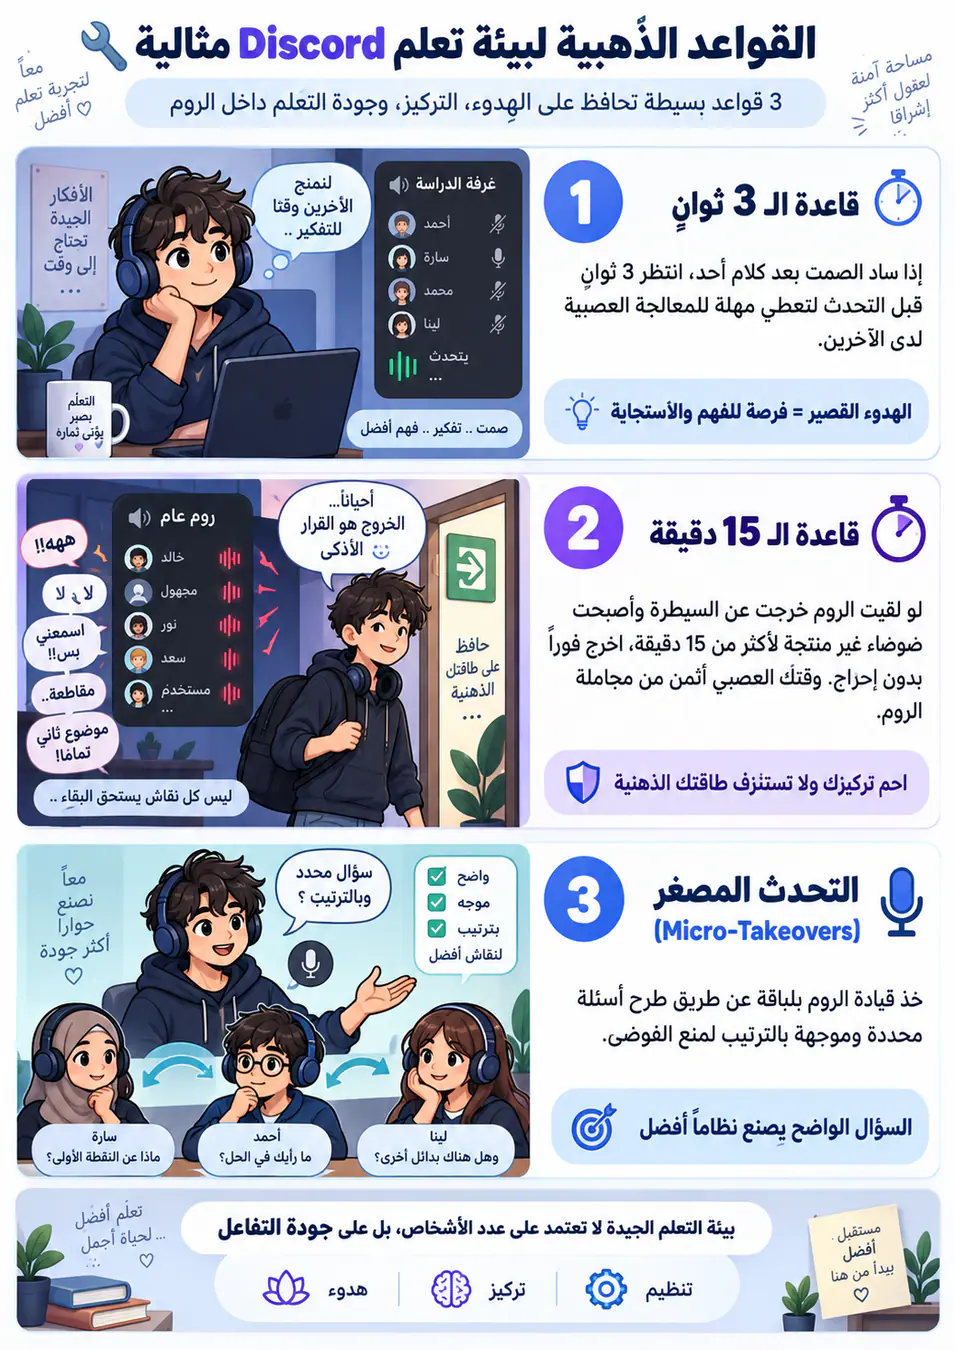 القواعد الذّهبية لبيئة تعلم Discord مثالية
3 قواعد بسيطة تحافظ على الهدوء، التركيز، وجودة التعلم داخل الروم
مساحة آمنة
لعقول أكثر
إشراقا
معاً
لتجربة تعلم
أفضل
1
قاعدة الـ 3 ثوانٍ
إذا ساد الصمت بعد كلام أحد، انتظر 3 ثوانٍ
قبل التحدث لتعطي مهلة للمعالجة العصبية
لدى الآخرين.
الهدوء القصير = فرصة للفهم والأستجابة
غرفة الدراسة
أحمد
سارة
محمد
لينا
يتحدث
...
لنمنج
الأخرين وقتا
للتفكير ..
الأفكار
الجيدة
تحتاج
إلى وقت
...
التعلم
بصبر
يؤتي ثماره
صمت .. تفكير .. فهم أفضل
2
قاعدة الـ 15 دقيقة
لو لقيت الروم خرجت عن السيطرة وأصبحت
ضوضاء غير منتجة لأكثر من 15 دقيقة، اخرج فوراً
بدون إحراج. وقتك العصبي أثمن من مجاملة
الروم.
احم تركيزك ولا تستنزف طاقتك الذهنية
أحياناً...
الخروج هو القرار
الأذكى
روم عام
خالد
مجهول
نور
سعد
مستخدم
...
ههه!!
لا ، لا
اسمعني
بس!!
مقاطعة..
موضوع ثاني
تماما!
حافظ
على طاقتك
الذهنية
...
ليس كل نقاش يستحق البقاء ..
3
التحدث المصغر
(Micro-Takeovers)
خذ قيادة الروم بلباقة عن طريق طرح أسئلة
محددة وموجهة بالترتيب لمنع الفوضى.
السؤال الواضح يصنع نظاماً أفضل
واضح
موجه
بترتيب
لنقاش أفضل
سؤال محدد
وبالترتيت ؟
معاً
نصنع
حوارا
أكثر جودة
لينا
وهل هناك بدائل أخرى؟
أحمد
ما رأيك في الحل؟
سارة
ماذا عن النقطة الأولى؟
بيئة التعلم الجيدة لا تعتمد على عدد الأشخاص، بل على جودة التفاعل
تنظيم
تركيز
هدوء
مستقبل
أفضل
يبدأ من هنا
تعلم أفضل
لحياة أجمل ...